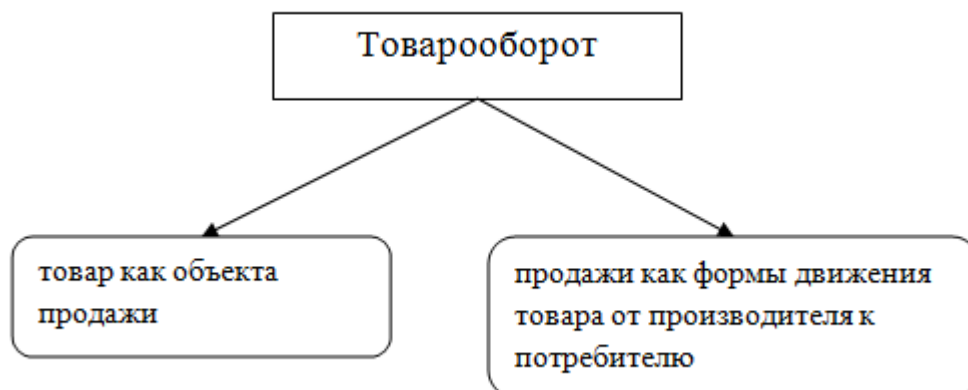 Товарооборот
товар как объекта
продажи
продажи как формы движения
товара от производителя к
потребителю